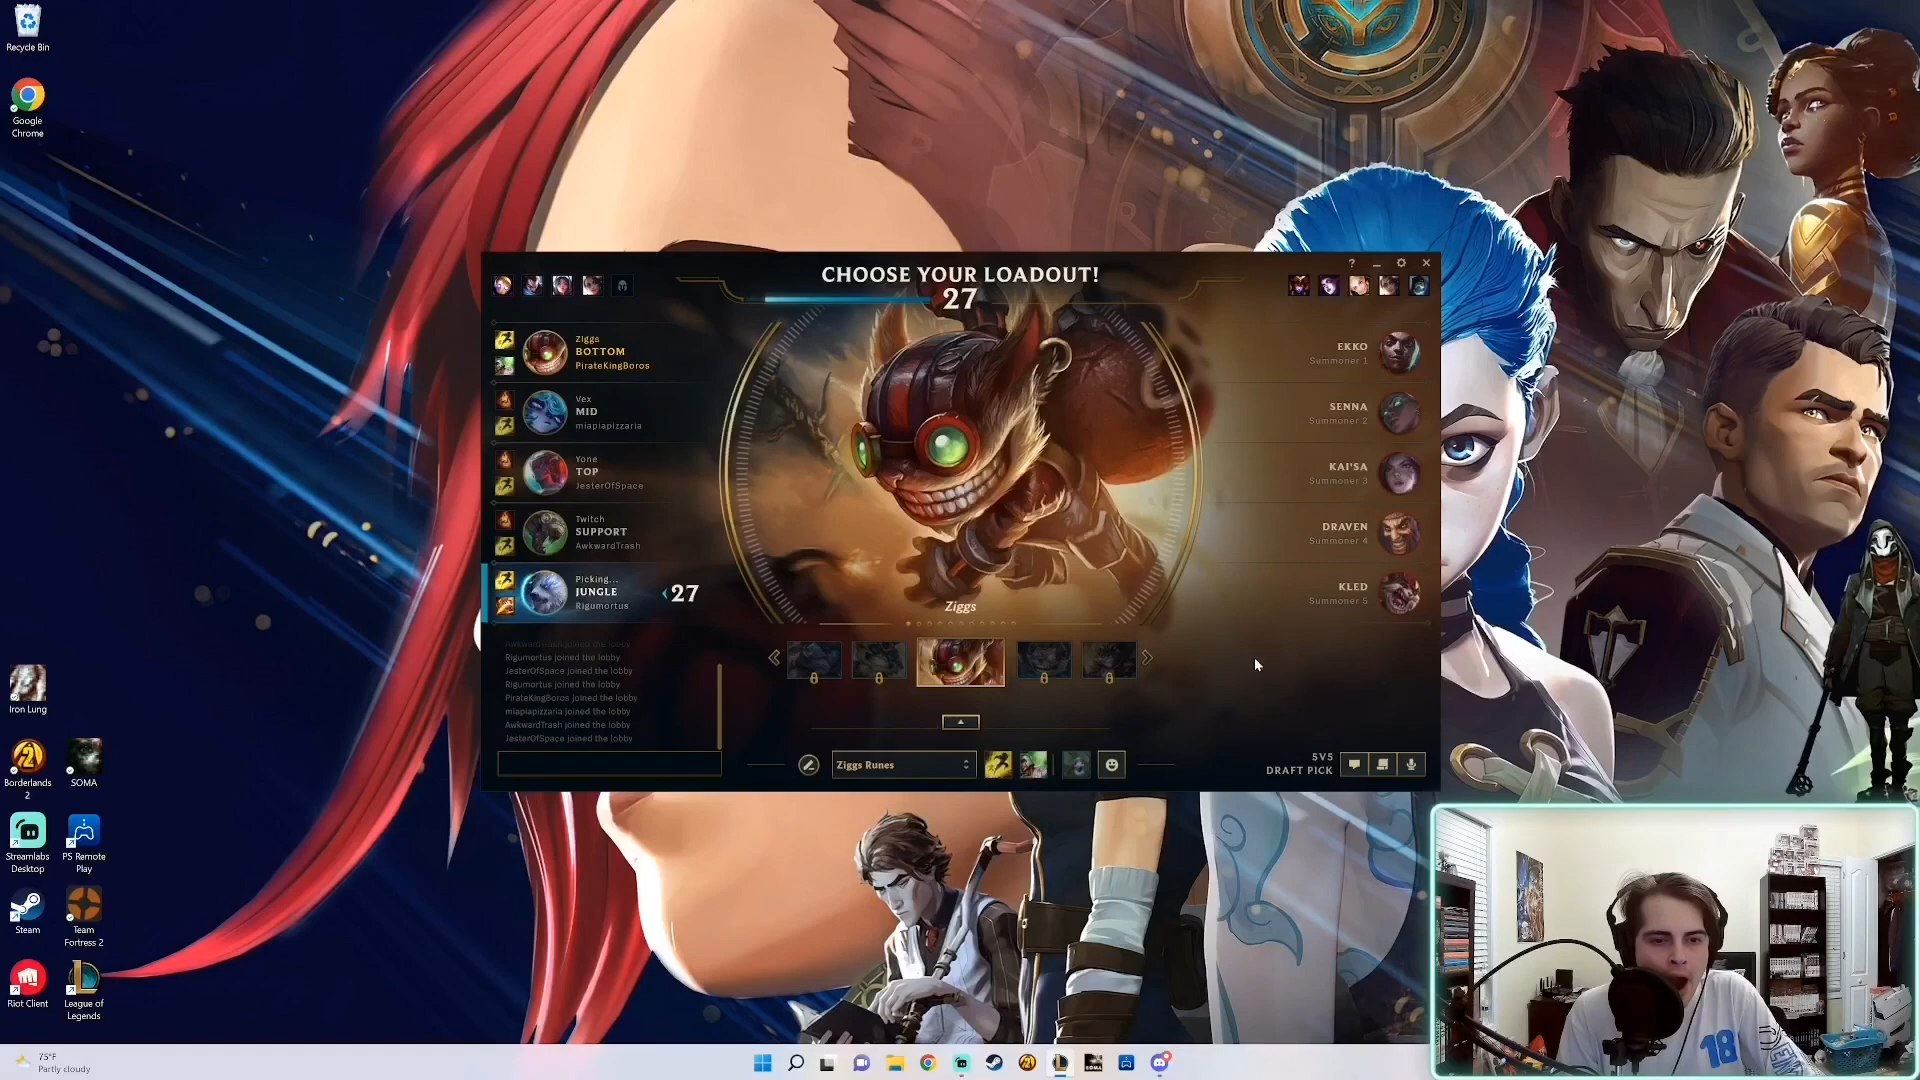 Recycle Bin
Google
Chrome
Iron Lung
Borderlands
2
SOMA
Streamlabs
Desktop
PS Remote
Play
Steam
Team
Fortress 2
Riot Client
League of
Legends
CHOOSE YOUR LOADOUT!
27
Ziggs
BOTTOM
PirateKingBoros
Vex
MID
miapiapizzaria
Yone
TOP
JesterOfSpace
Twitch
SUPPORT
AwkwardTrash
Picking...
JUNGLE
Rigumortus
27
AwkwardTrash joined the lobby
Rigumortus joined the lobby
JesterOfSpace joined the lobby
Rigumortus joined the lobby
PirateKingBoros joined the lobby
miapiapizzaria joined the lobby
AwkwardTrash joined the lobby
JesterOfSpace joined the lobby
Ziggs
Ziggs Runes
EKKO
Summoner 1
SENNA
Summoner 2
KAI'SA
Summoner 3
DRAVEN
Summoner 4
KLED
Summoner 5
5V5
DRAFT PICK
18
75°F
Partly cloudy
SOMA